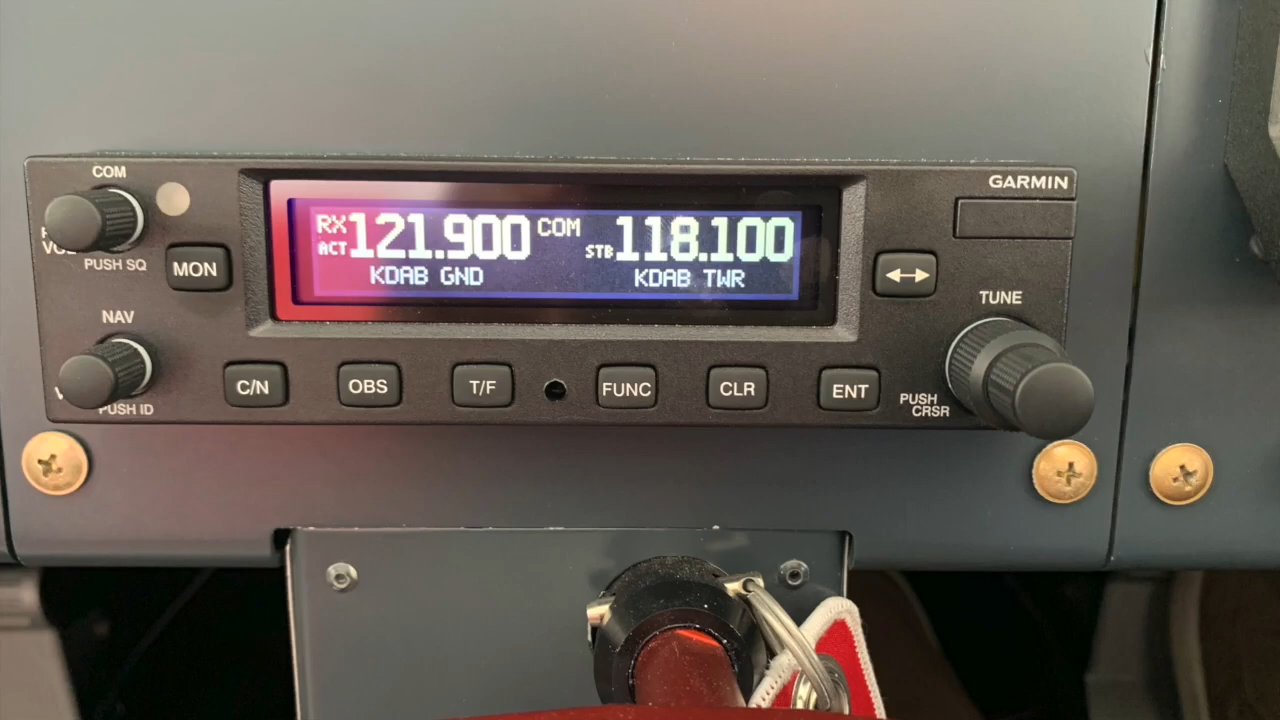 COM
GARMIN
PUSH SQ
MON
RX 121.900 COM 118.100
ACT STB
KDAB GND KDAB TWR
TUNE
NAV
PUSH ID
C/N
OBS
T/F
FUNC
CLR
ENT
PUSH
CRSR